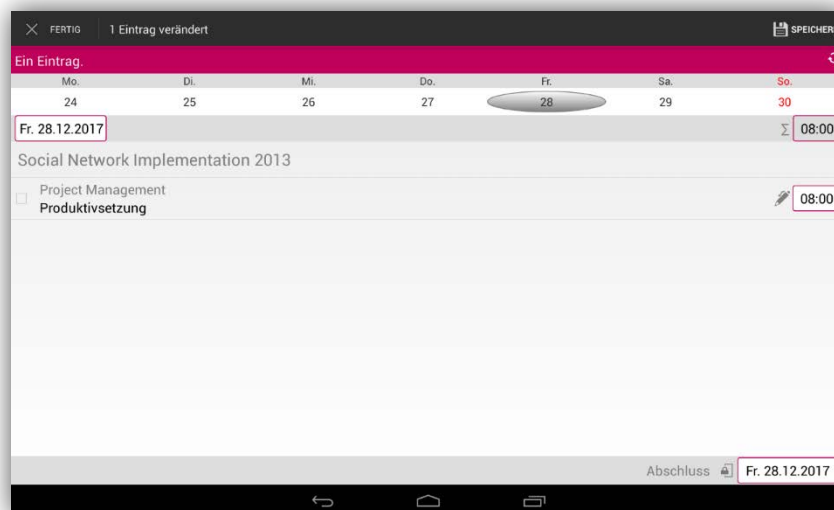 FERTIG 1 Eintrag verändert SPEICHER
Ein Eintrag.
Mo. Di. Mi. Do. Fr. Sa. So.
24 25 26 27 28 29 30
Fr. 28.12.2017 Σ 08:00
Social Network Implementation 2013
Project Management
Produktivsetzung 08:00
Abschluss Fr. 28.12.2017